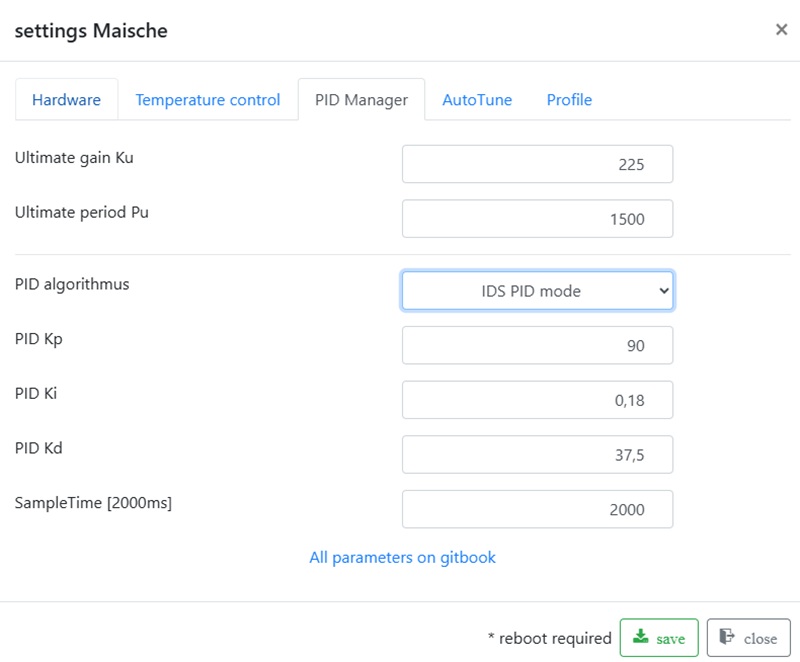 settings Maische
×
Hardware Temperature control PID Manager AutoTune Profile
Ultimate gain Ku 225
Ultimate period Pu 1500
PID algorithmus IDS PID mode
PID Kp 90
PID Ki 0,18
PID Kd 37,5
SampleTime [2000ms] 2000
All parameters on gitbook
* reboot required save close